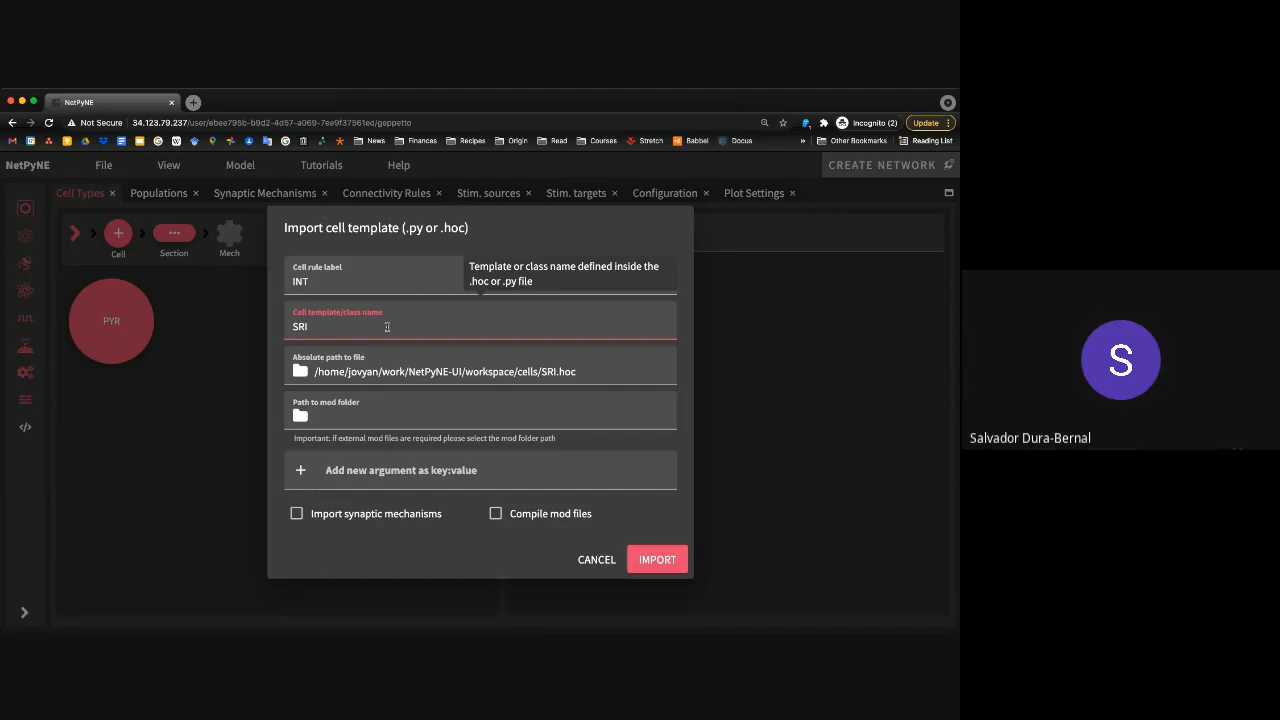 NetPyNE
Not Secure 34.123.79.237/user/ebee795b-b9d2-4d57-a069-7ee9f37561ed/geppetto Incognito (2) Update
News Finances Recipes Origin Read Courses Stretch Babbel Docus » Other Bookmarks Reading List
NetPyNE File View Model Tutorials Help CREATE NETWORK
Cell Types Populations Synaptic Mechanisms Connectivity Rules Stim. sources Stim. targets Configuration Plot Settings
Cell Section Mech
PYR
Import cell template (.py or .hoc)
Cell rule label
INT
Template or class name defined inside the
.hoc or .py file
Cell template/class name
SRI
Absolute path to file
/home/jovyan/work/NetPyNE-UI/workspace/cells/SRI.hoc
Path to mod folder
Important: if external mod files are required please select the mod folder path
+ Add new argument as key:value
Import synaptic mechanisms Compile mod files
CANCEL IMPORT
S
Salvador Dura-Bernal